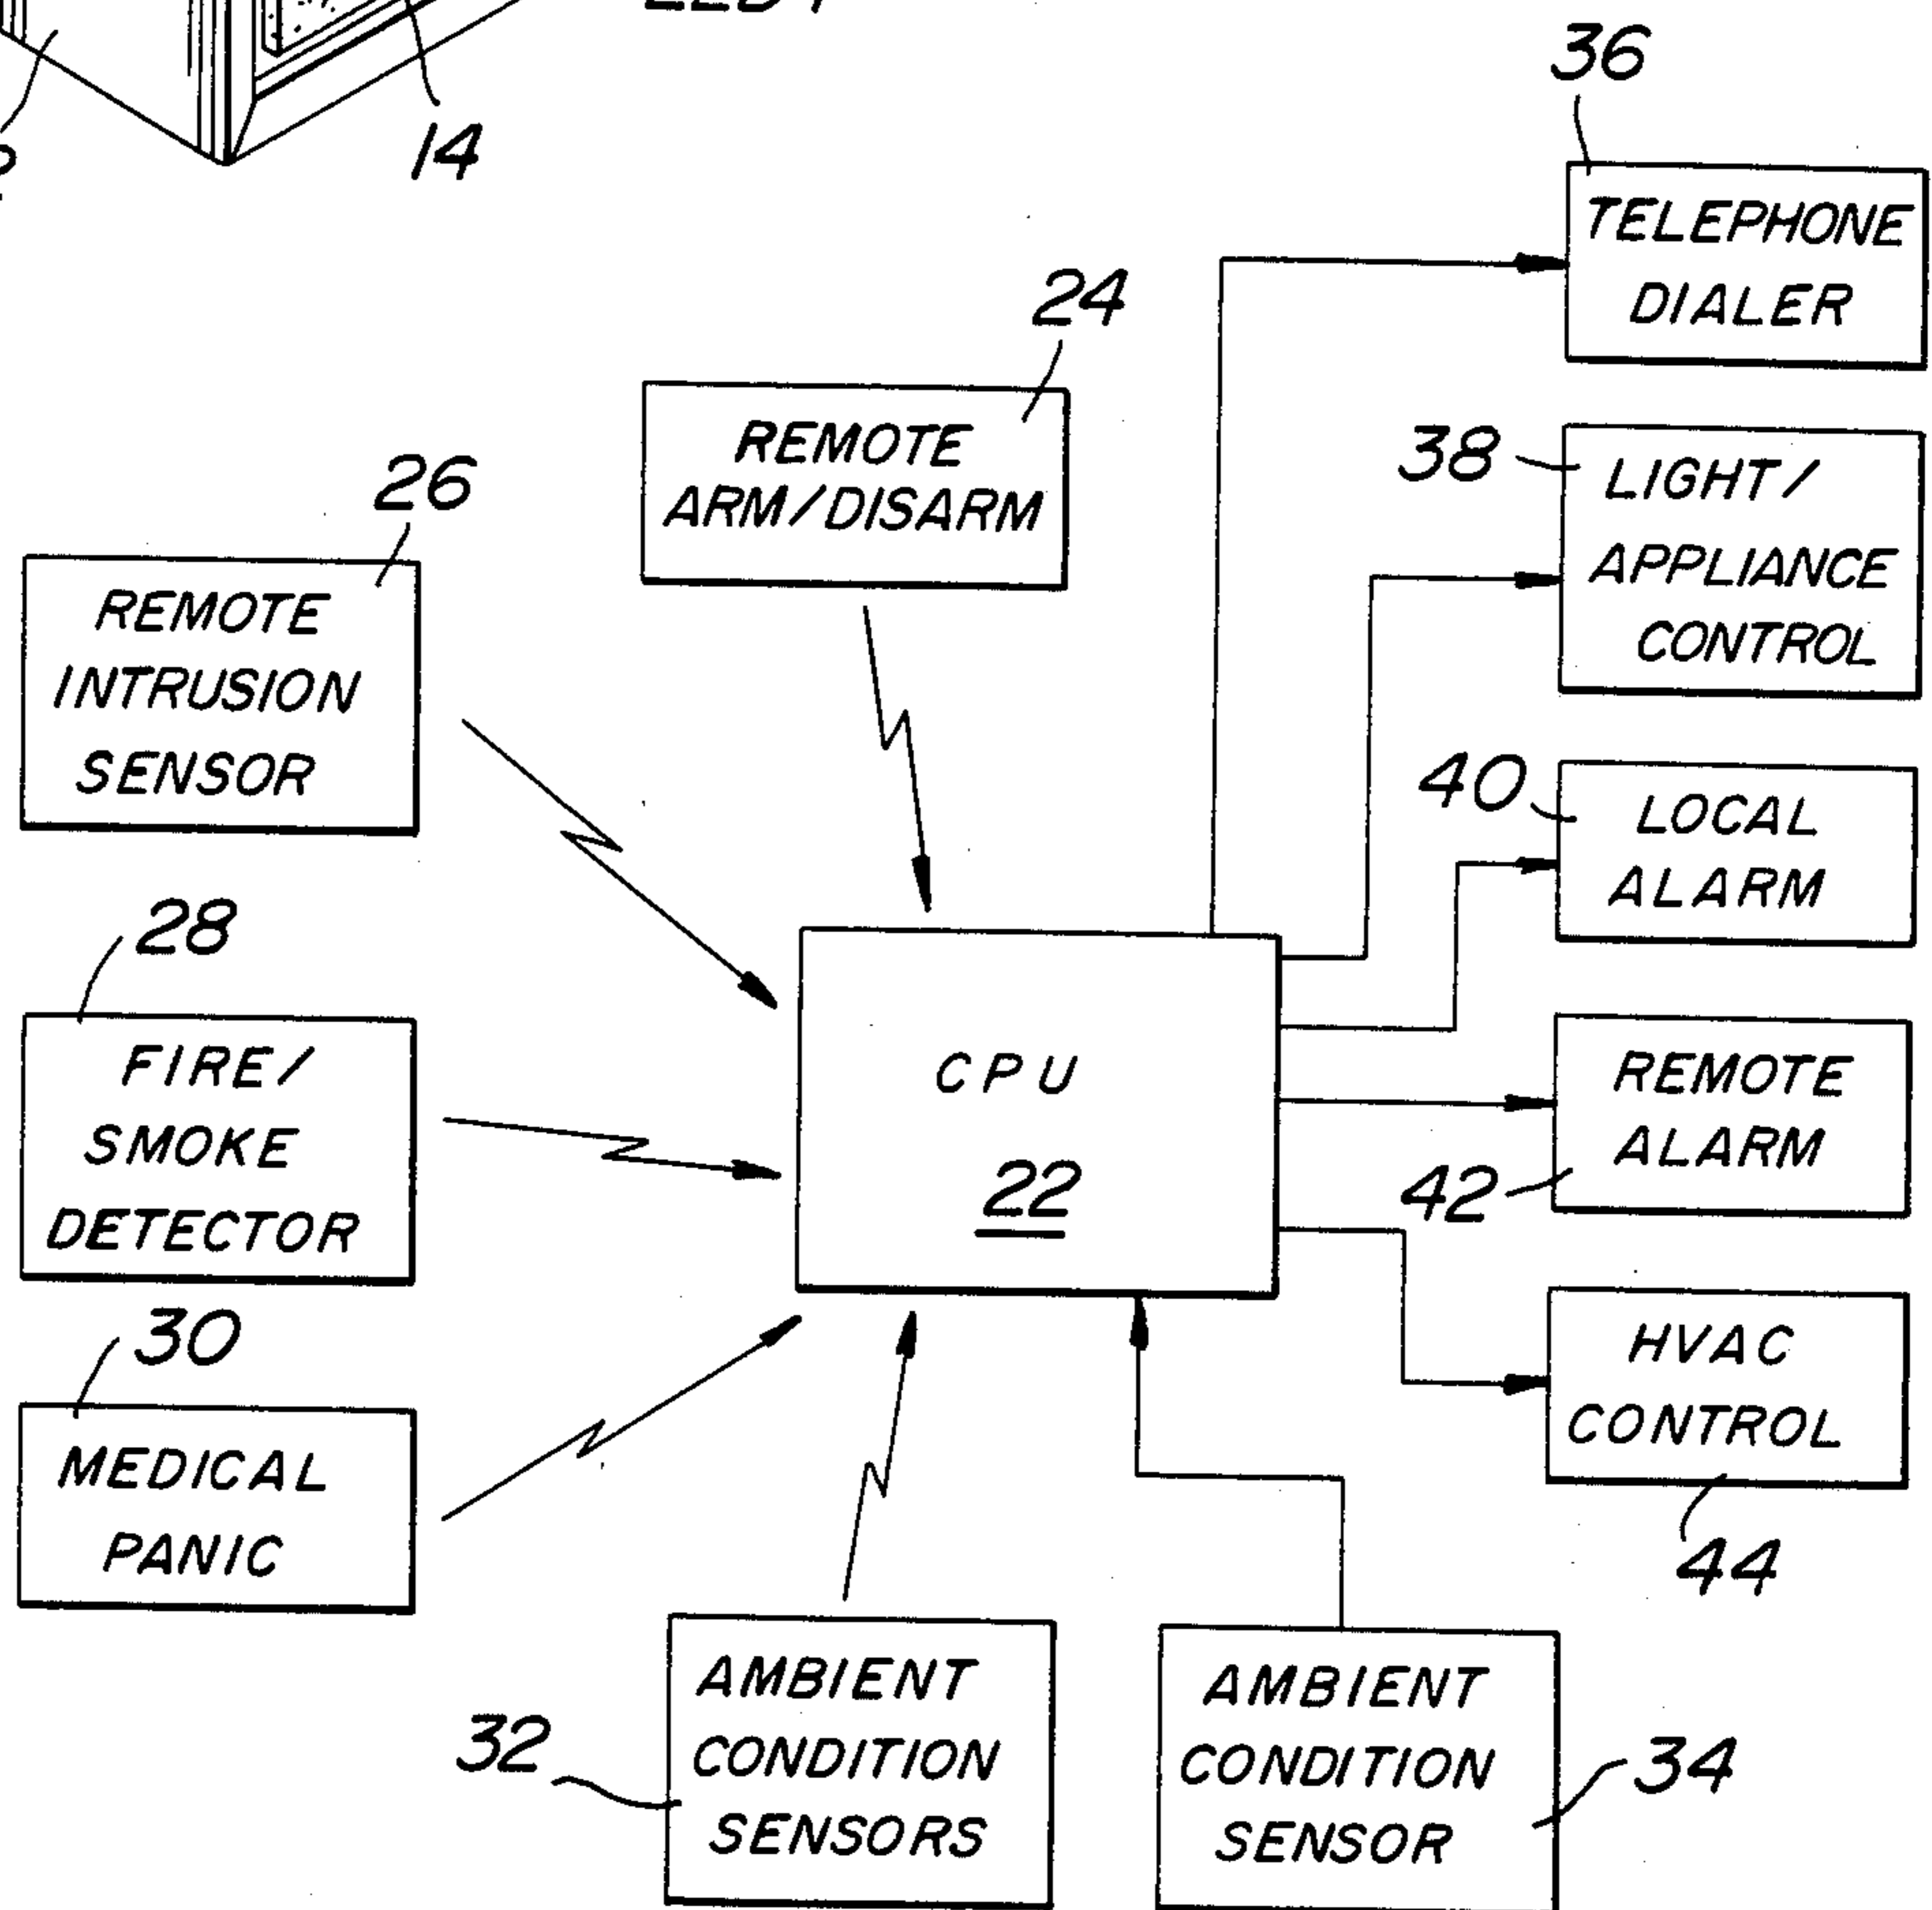 14
36
TELEPHONE
DIALER
24
REMOTE
ARM/DISARM
38
LIGHT/
APPLIANCE
CONTROL
26
REMOTE
INTRUSION
SENSOR
40
LOCAL
ALARM
28
FIRE/
SMOKE
DETECTOR
CPU
22
REMOTE
ALARM
42
30
MEDICAL
PANIC
HVAC
CONTROL
44
32
AMBIENT
CONDITION
SENSORS
AMBIENT
CONDITION
SENSOR
34